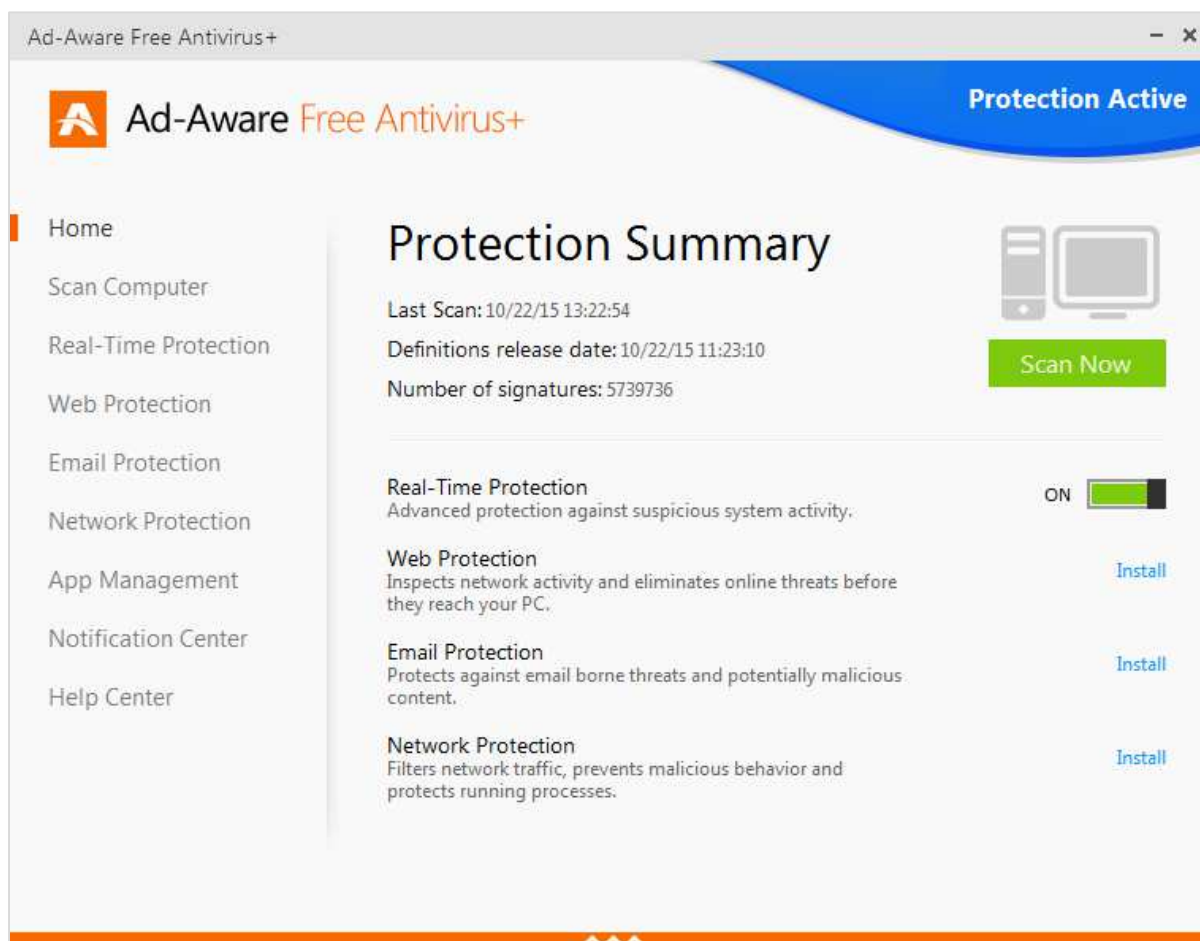 Ad-Aware Free Antivirus+
Ad-Aware Free Antivirus+
Protection Active
Home
Scan Computer
Real-Time Protection
Web Protection
Email Protection
Network Protection
App Management
Notification Center
Help Center
Protection Summary
Last Scan: 10/22/15 13:22:54
Definitions release date: 10/22/15 11:23:10
Number of signatures: 5739736
Scan Now
Real-Time Protection
Advanced protection against suspicious system activity.
ON
Web Protection
Inspects network activity and eliminates online threats before
they reach your PC.
Install
Email Protection
Protects against email borne threats and potentially malicious
content.
Install
Network Protection
Filters network traffic, prevents malicious behavior and
protects running processes.
Install